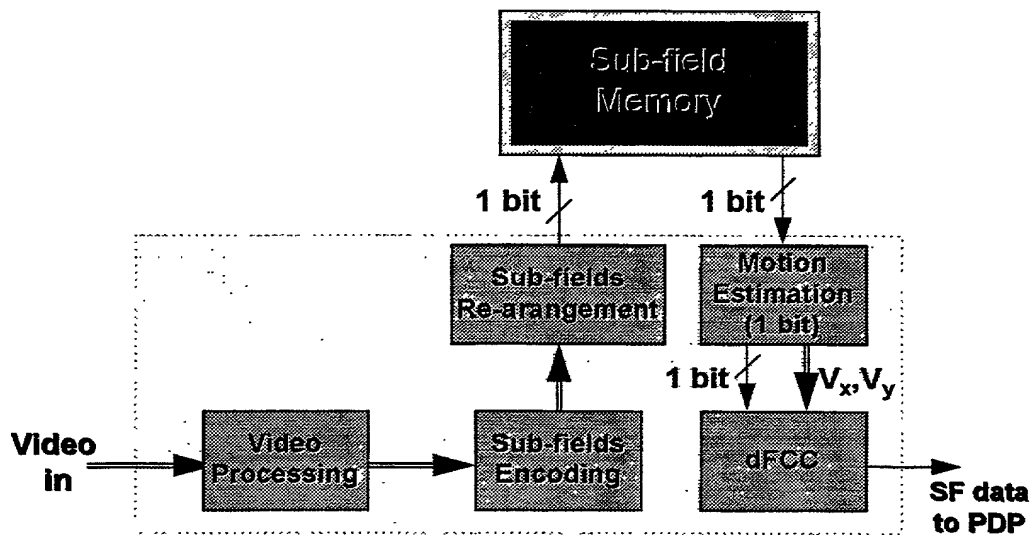 Sub-field
Memory
1 bit
1 bit
Sub-fields
Re-arangement
Motion
Estimation
(1 bit)
1 bit
Vx,Vy
Video
in
Video
Processing
Sub-fields
Encoding
dFCC
SF data
to PDP